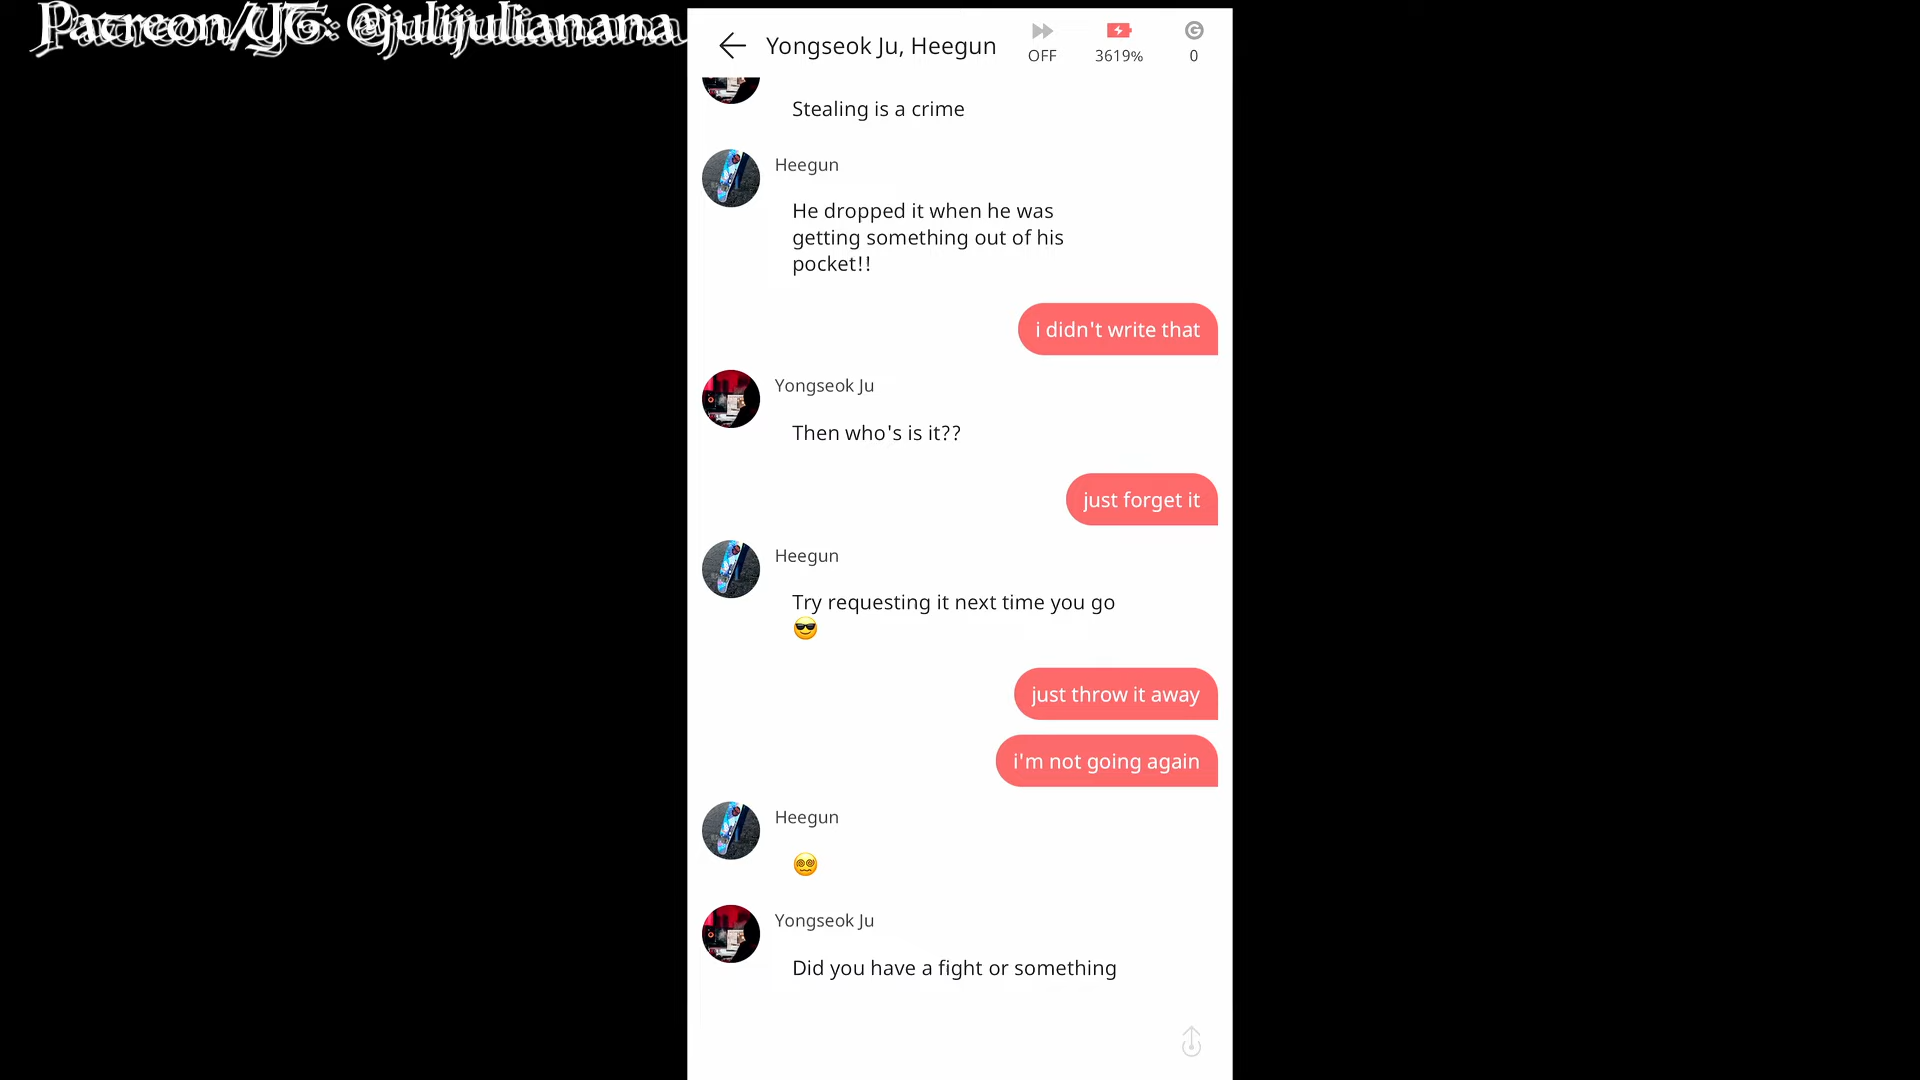 Patreon/YT: @julijulianana
Yongseok Ju, Heegun
OFF
3619%
0
Stealing is a crime
Heegun
He dropped it when he was
getting something out of his
pocket!!
i didn't write that
Yongseok Ju
Then who's is it??
just forget it
Heegun
Try requesting it next time you go
😎
just throw it away
i'm not going again
Heegun
😵‍💫
Yongseok Ju
Did you have a fight or something